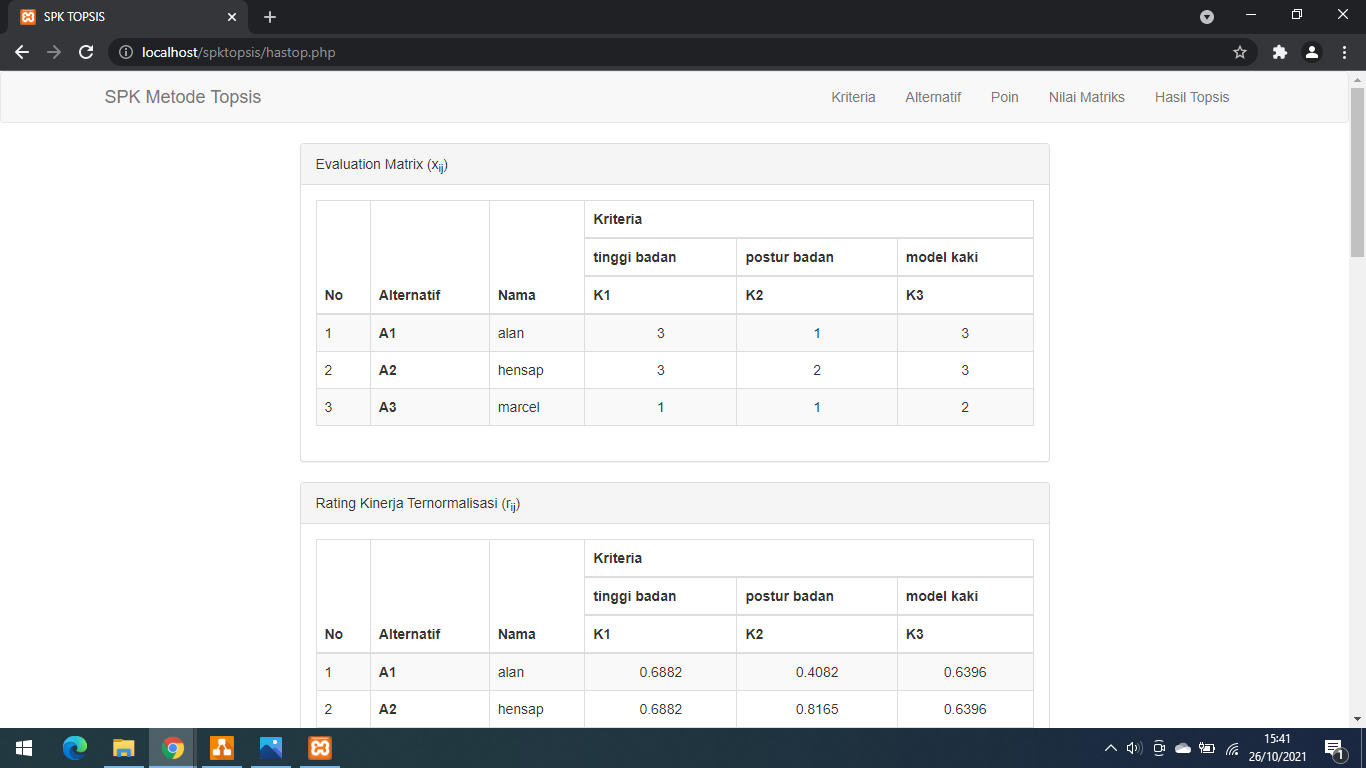 SPK TOPSIS
localhost/spktopsis/hastop.php
SPK Metode Topsis Kriteria Alternatif Poin Nilai Matriks Hasil Topsis
Evaluation Matrix (xij)
Kriteria
tinggi badan postur badan model kaki
No Alternatif Nama K1 K2 K3
1 A1 alan 3 1 3
2 A2 hensap 3 2 3
3 A3 marcel 1 1 2
Rating Kinerja Ternormalisasi (rij)
Kriteria
tinggi badan postur badan model kaki
No Alternatif Nama K1 K2 K3
1 A1 alan 0.6882 0.4082 0.6396
2 A2 hensap 0.6882 0.8165 0.6396
15:41
26/10/2021
1